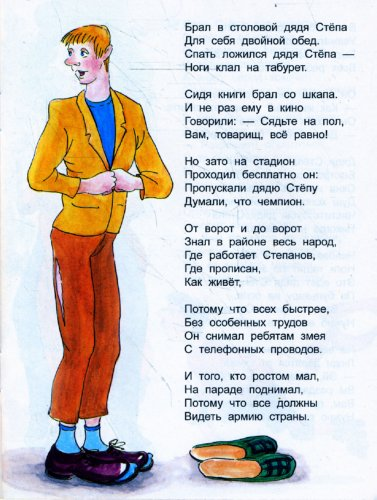 Брал в столовой дядя Стёпа
Для себя двойной обед.
Спать ложился дядя Стёпа —
Ноги клал на табурет.
Сидя книги брал со шкапа.
И не раз ему в кино
Говорили: — Сядьте на пол,
Вам, товарищ, всё равно!
Но зато на стадион
Проходил бесплатно он:
Пропускали дядю Стёпу
Думали, что чемпион.
От ворот и до ворот
Знал в районе весь народ,
Где работает Степанов,
Где прописан,
Как живёт,
Потому что всех быстрее,
Без особенных трудов
Он снимал ребятам змея
С телефонных проводов.
И того, кто ростом мал,
На параде поднимал,
Потому что все должны
Видеть армию страны.